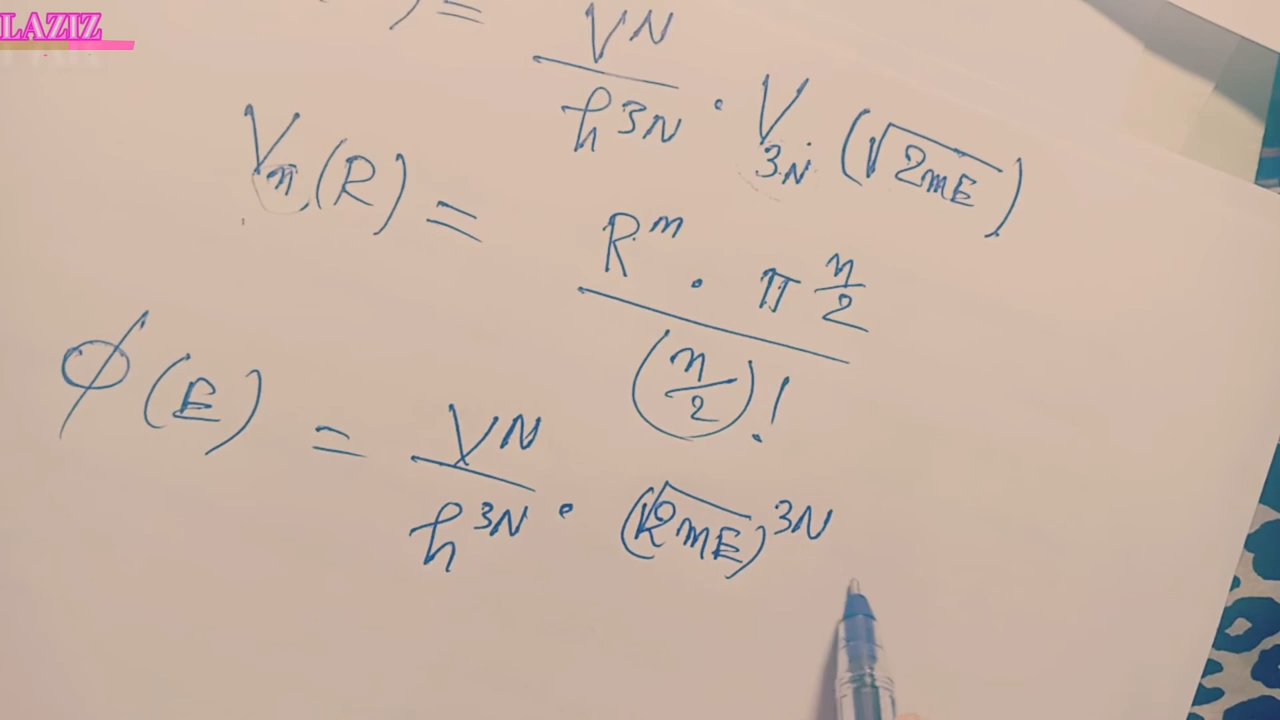 LAZIZ
) = V^N / h^{3N} · V_{3N} (√2mE)
V_n(R) = R^n · π^{n/2} / (n/2)!
φ(E) = V^N / h^{3N} · (√2mE)^{3N}